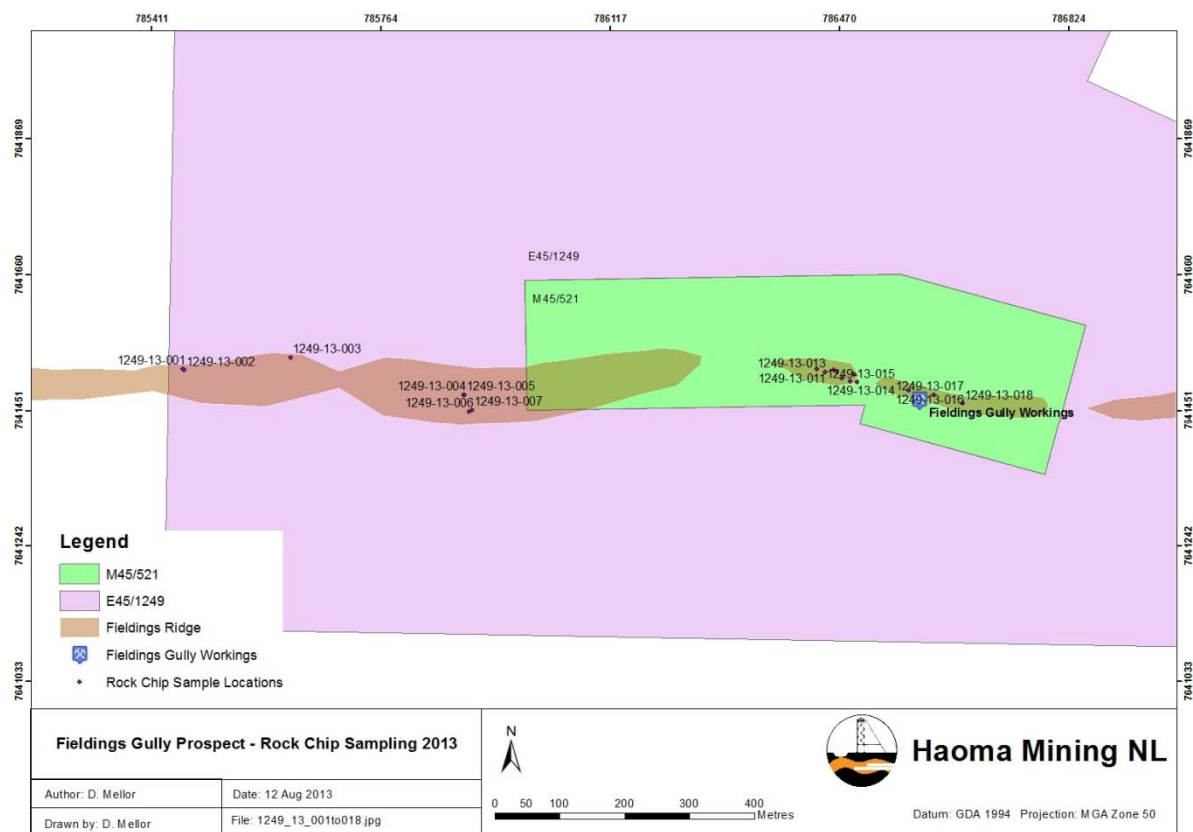 785411 785764 786117 786470 786824
7641869 7641869
7641660 7641660
E45/1249
M45/521
1249-13-003
1249-13-001 1249-13-002
1249-13-013
1249-13-011 1249-13-015
1249-13-004 1249-13-005
1249-13-014 1249-13-017
1249-13-006 1249-13-007
1249-13-016 1249-13-018
7641451 7641451
Fieldings Gully Workings
7641242 7641242
Legend
M45/521
E45/1249
Fieldings Ridge
Fieldings Gully Workings
Rock Chip Sample Locations
7641033 7641033
Fieldings Gully Prospect - Rock Chip Sampling 2013
Author: D. Mellor
Date: 12 Aug 2013
Drawn by: D. Mellor
File: 1249_13_001to018.jpg
N
0 50 100 200 300 400
Metres
Haoma Mining NL
Datum: GDA 1994 Projection: MGA Zone 50